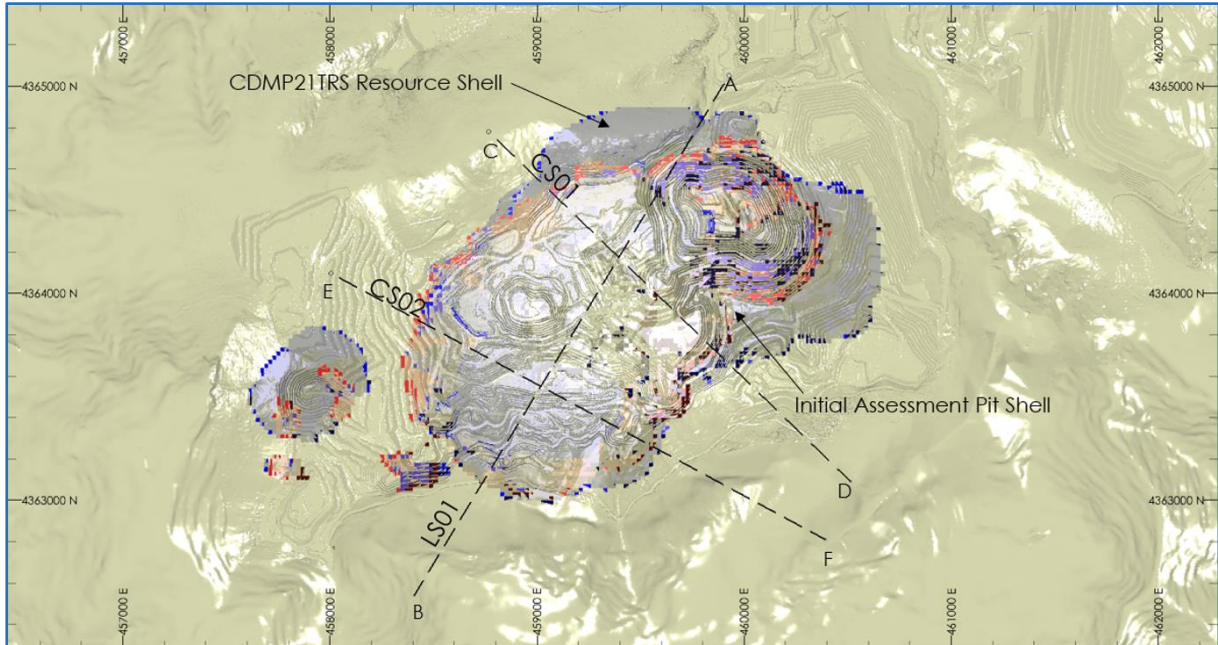 457000 E
458000 E
459000 E
460000 E
461000 E
462000 E
4365000 N
4365000 N
CDMP21TRS Resource Shell
A
C
CS01
4364000 N
4364000 N
E
CS02
Initial Assessment Pit Shell
4363000 N
4363000 N
D
LS01
F
B
457000 E
458000 E
459000 E
460000 E
461000 E
462000 E